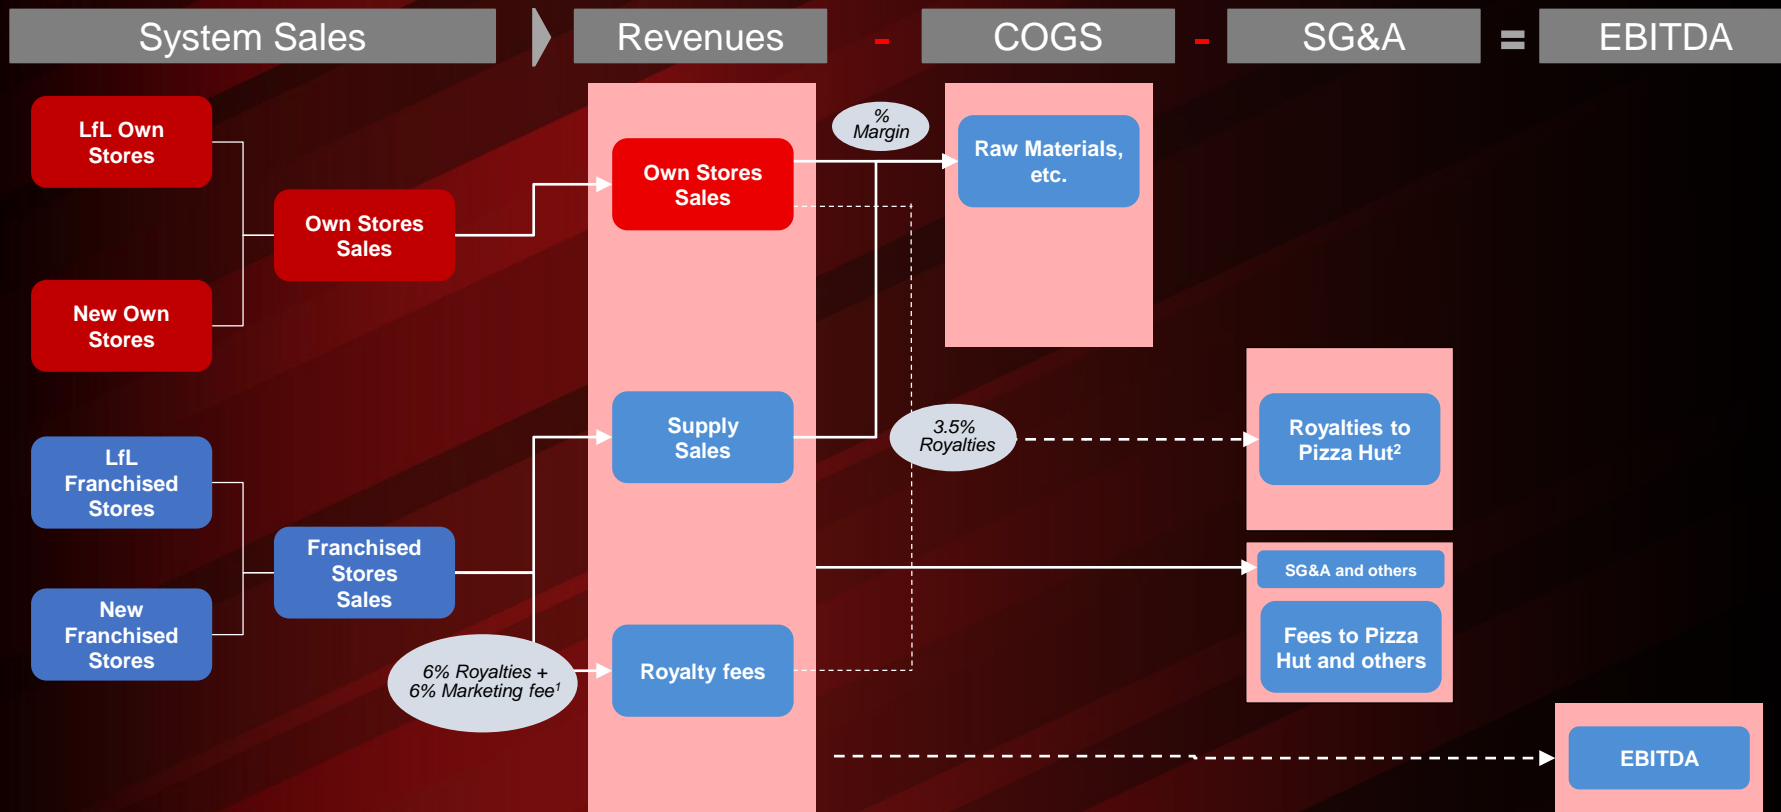 System Sales
Revenues
-
COGS
-
SG&A
=
EBITDA
LfL Own
Stores
New Own
Stores
Own Stores
Sales
LfL
Franchised
Stores
New
Franchised
Stores
Franchised
Stores
Sales
6% Royalties +
6% Marketing fee¹
Own Stores
Sales
Supply
Sales
Royalty fees
%
Margin
3.5%
Royalties
Raw Materials,
etc.
Royalties to
Pizza Hut²
SG&A and others
Fees to Pizza
Hut and others
EBITDA